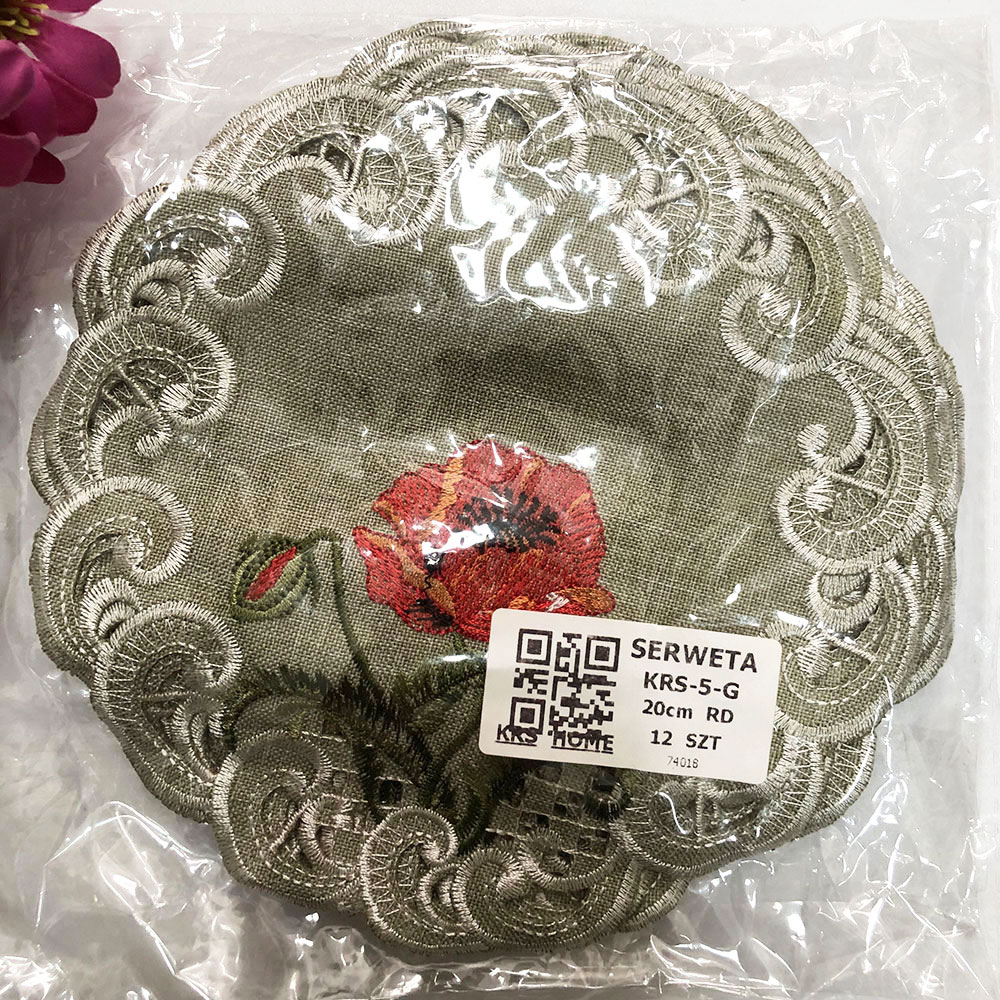 SERWETA
KRS-5-G
20cm RD
12 SZT
KRS HOME
74018